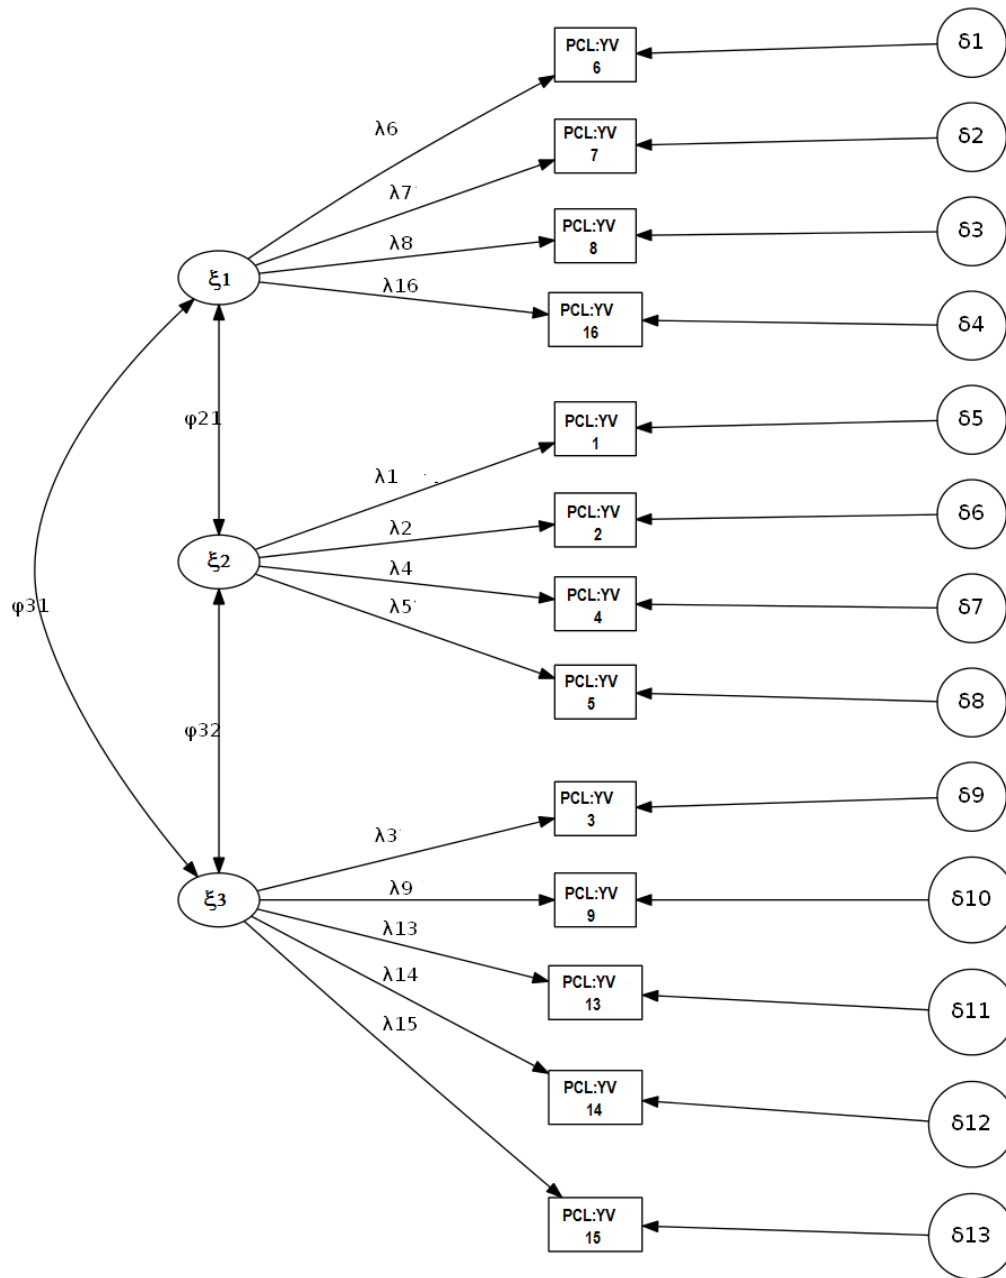 PCL:YV
6
δ1
λ6
PCL:YV
7
δ2
λ7
PCL:YV
8
δ3
λ8
ξ1
λ16
PCL:YV
16
δ4
φ21
PCL:YV
1
δ5
λ1
PCL:YV
2
δ6
λ2
ξ2
λ4
PCL:YV
4
δ7
λ5
φ31
PCL:YV
5
δ8
φ32
PCL:YV
3
δ9
λ3
λ9
ξ3
PCL:YV
9
δ10
λ13
PCL:YV
13
δ11
λ14
λ15
PCL:YV
14
δ12
PCL:YV
15
δ13